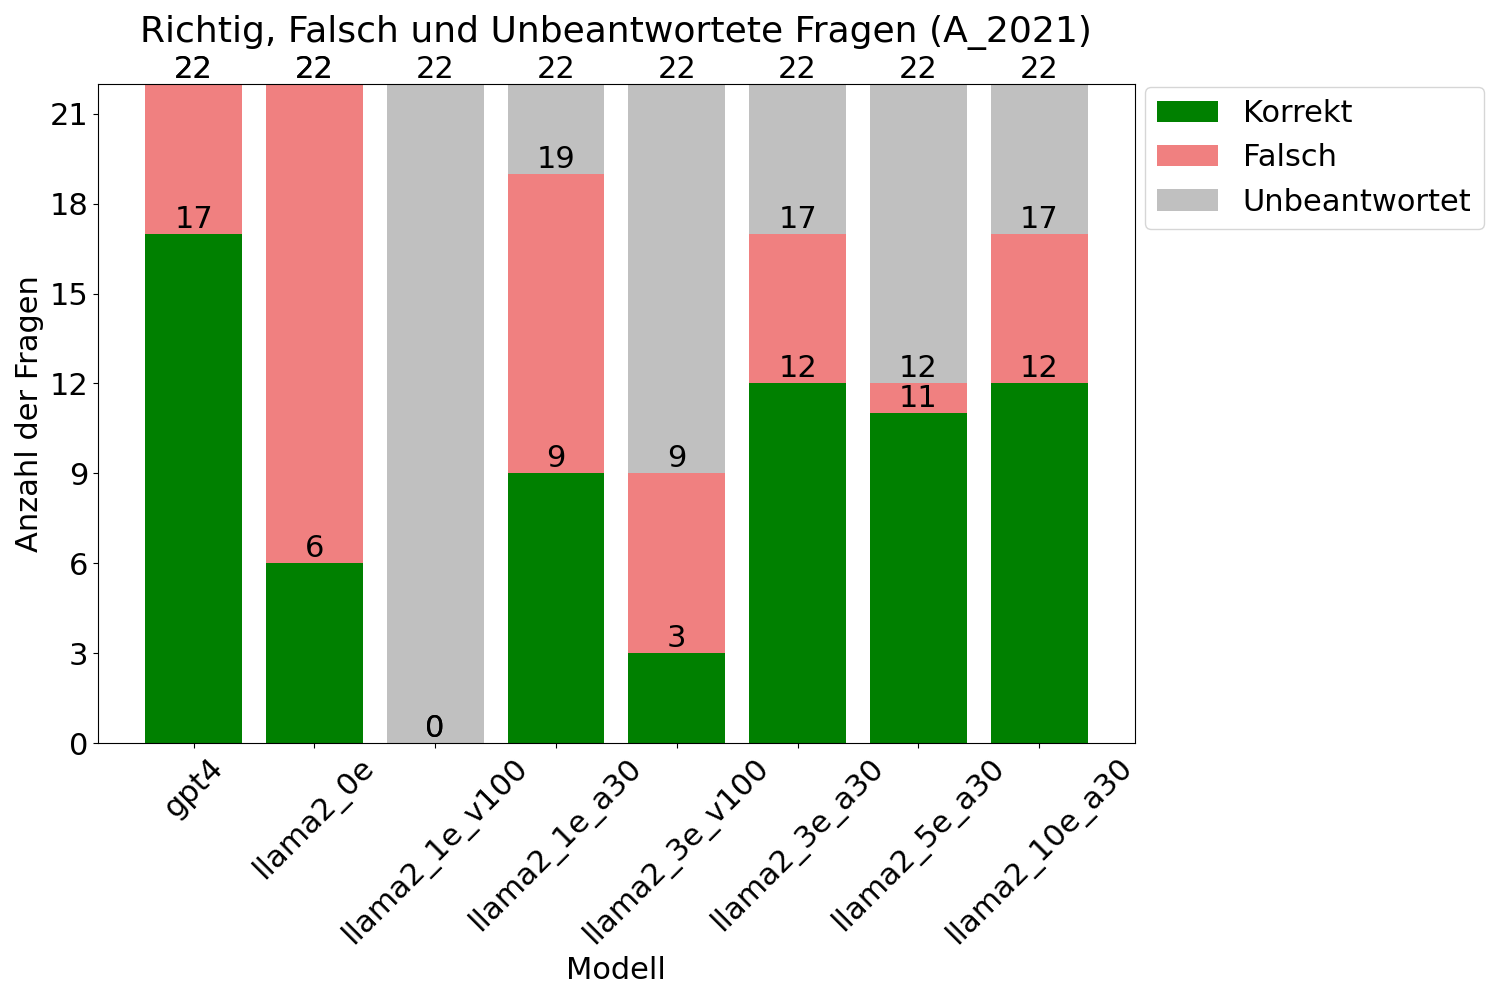 Richtig, Falsch und Unbeantwortete Fragen (A_2021)
22 22 22 22 22 22 22 22
Korrekt
Falsch
Unbeantwortet
Anzahl der Fragen
21
18
15
12
9
6
3
0
17
6
0
19
9
9
3
17
12
12
11
17
12
gpt4
llama2_0e
llama2_1e_v100
llama2_1e_a30
llama2_3e_v100
llama2_3e_a30
llama2_5e_a30
llama2_10e_a30
Modell